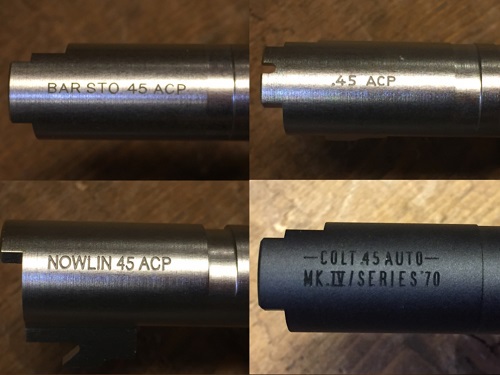 BAR STO 45 ACP
.45 ACP
NOWLIN 45 ACP
—COLT 45 AUTO—
MK. IV / SERIES '70